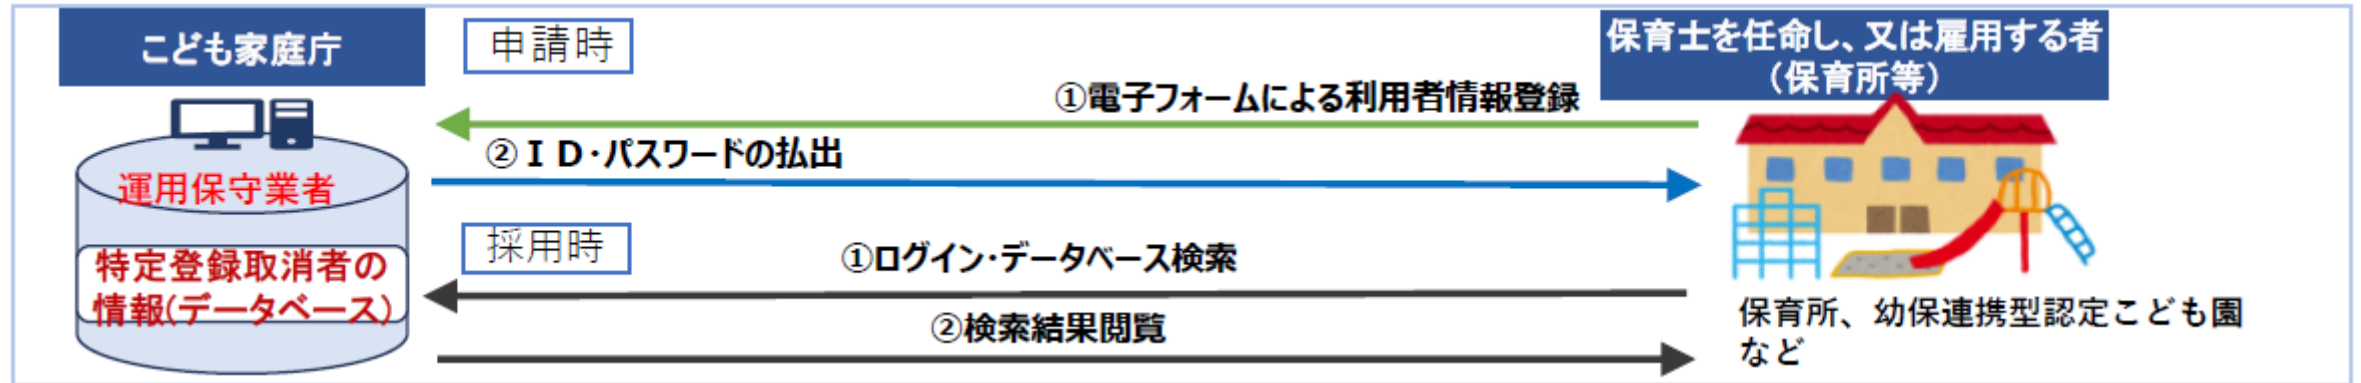 こども家庭庁
申請時
保育士を任命し、又は雇用する者
(保育所等)
①電子フォームによる利用者情報登録
②ＩＤ･パスワードの払出
運用保守業者
特定登録取消者の
情報(データベース)
採用時
①ログイン･データベース検索
②検索結果閲覧
保育所、幼保連携型認定こども園
など